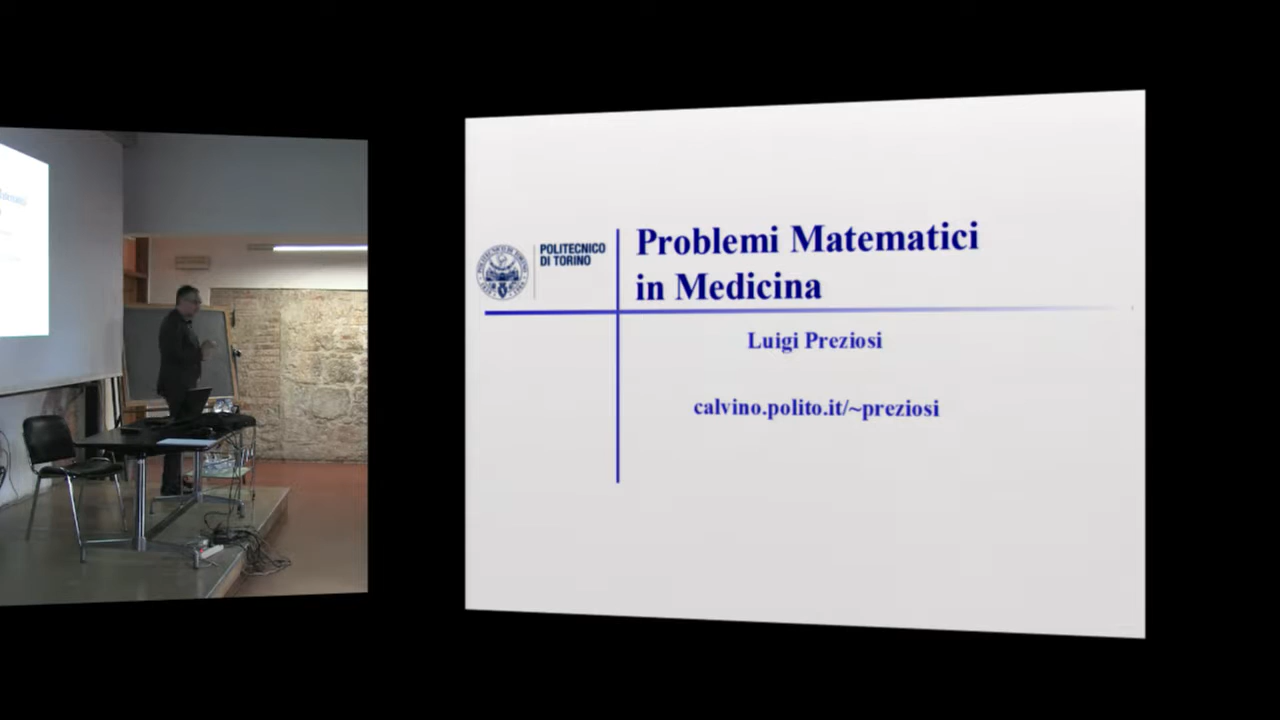 POLITECNICO
DI TORINO
Problemi Matematici
in Medicina
Luigi Preziosi
calvino.polito.it/~preziosi